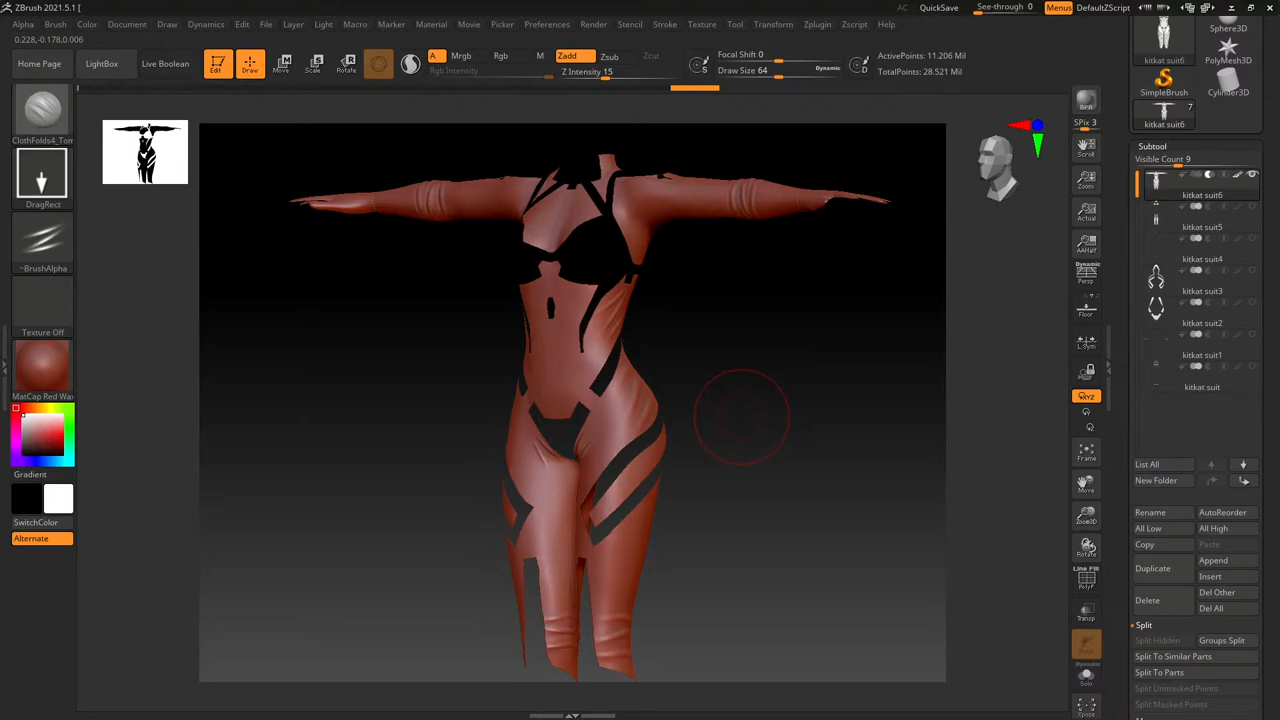 ZBrush 2021.5.1 [
AC QuickSave See-through 0 Menus DefaultZScript
Alpha Brush Color Document Draw Dynamics Edit File Layer Light Macro Marker Material Movie Picker Preferences Render Stencil Stroke Texture Tool Transform Zplugin Zscript Help
0.228,-0.178,0.006
Home Page LightBox Live Boolean Edit Draw Move Scale Rotate
A Mrgb Rgb M Zadd Zsub Zcut
Rgb Intensity Z Intensity 15
Focal Shift 0
Draw Size 64 Dynamic
S D
ActivePoints: 11.206 Mil
TotalPoints: 28.521 Mil
ClothFolds4_Tom
DragRect
~BrushAlpha
Texture Off
MatCap Red Wax
Gradient
SwitchColor
Alternate
BPR
SPix 3
Scroll
Zoom
Actual
AAHalf
Dynamic
Persp
Floor
L.Sym
XYZ
Frame
Move
Zoom3D
Rotate
Line Fill
PolyF
Transp
Ghost
Dynamic
Solo
Xpose
Sphere3D
kitkat suit6 PolyMesh3D
SimpleBrush Cylinder3D
7
kitkat suit6
Subtool
Visible Count 9
kitkat suit6
kitkat suit5
kitkat suit4
kitkat suit3
kitkat suit2
kitkat suit1
kitkat suit
List All
New Folder
Rename AutoReorder
All Low All High
Copy Paste
Duplicate Append
Insert
Delete Del Other
Del All
Split
Split Hidden Groups Split
Split To Similar Parts
Split To Parts
Split Unmasked Points
Split Masked Points